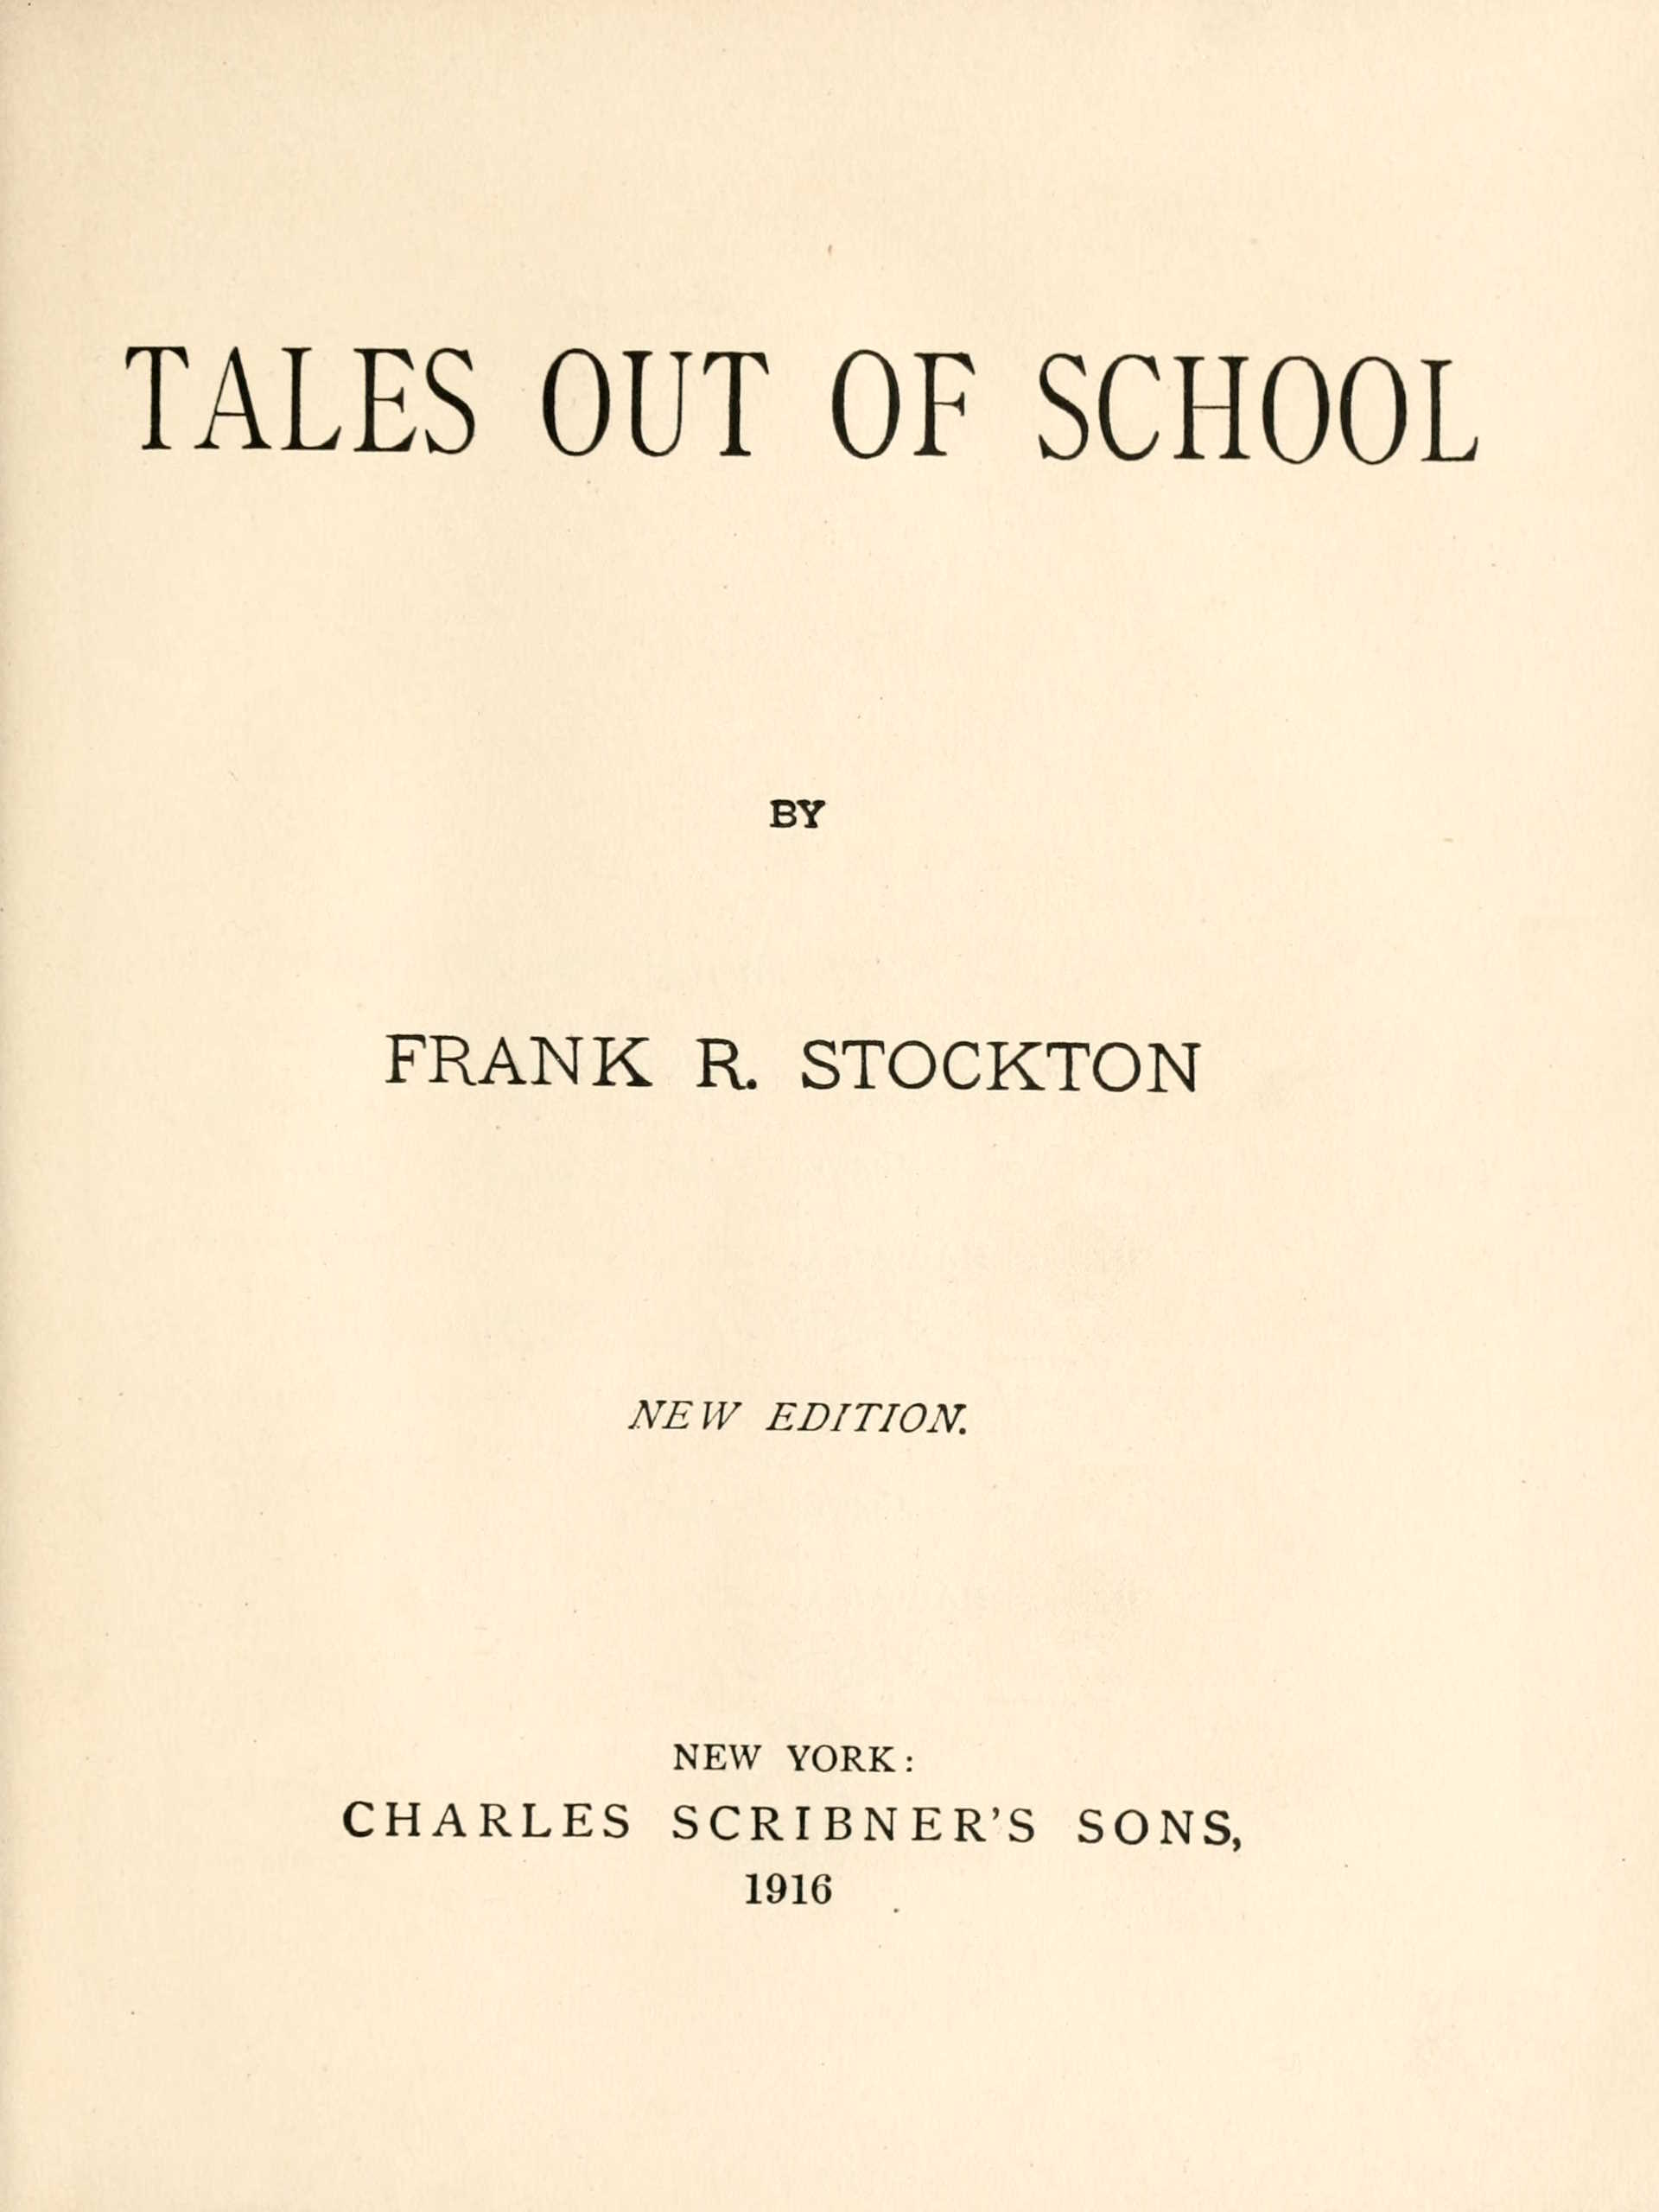 TALES OUT OF SCHOOL
BY
FRANK R. STOCKTON
NEW EDITION.
NEW YORK:
CHARLES SCRIBNER'S SONS,
1916